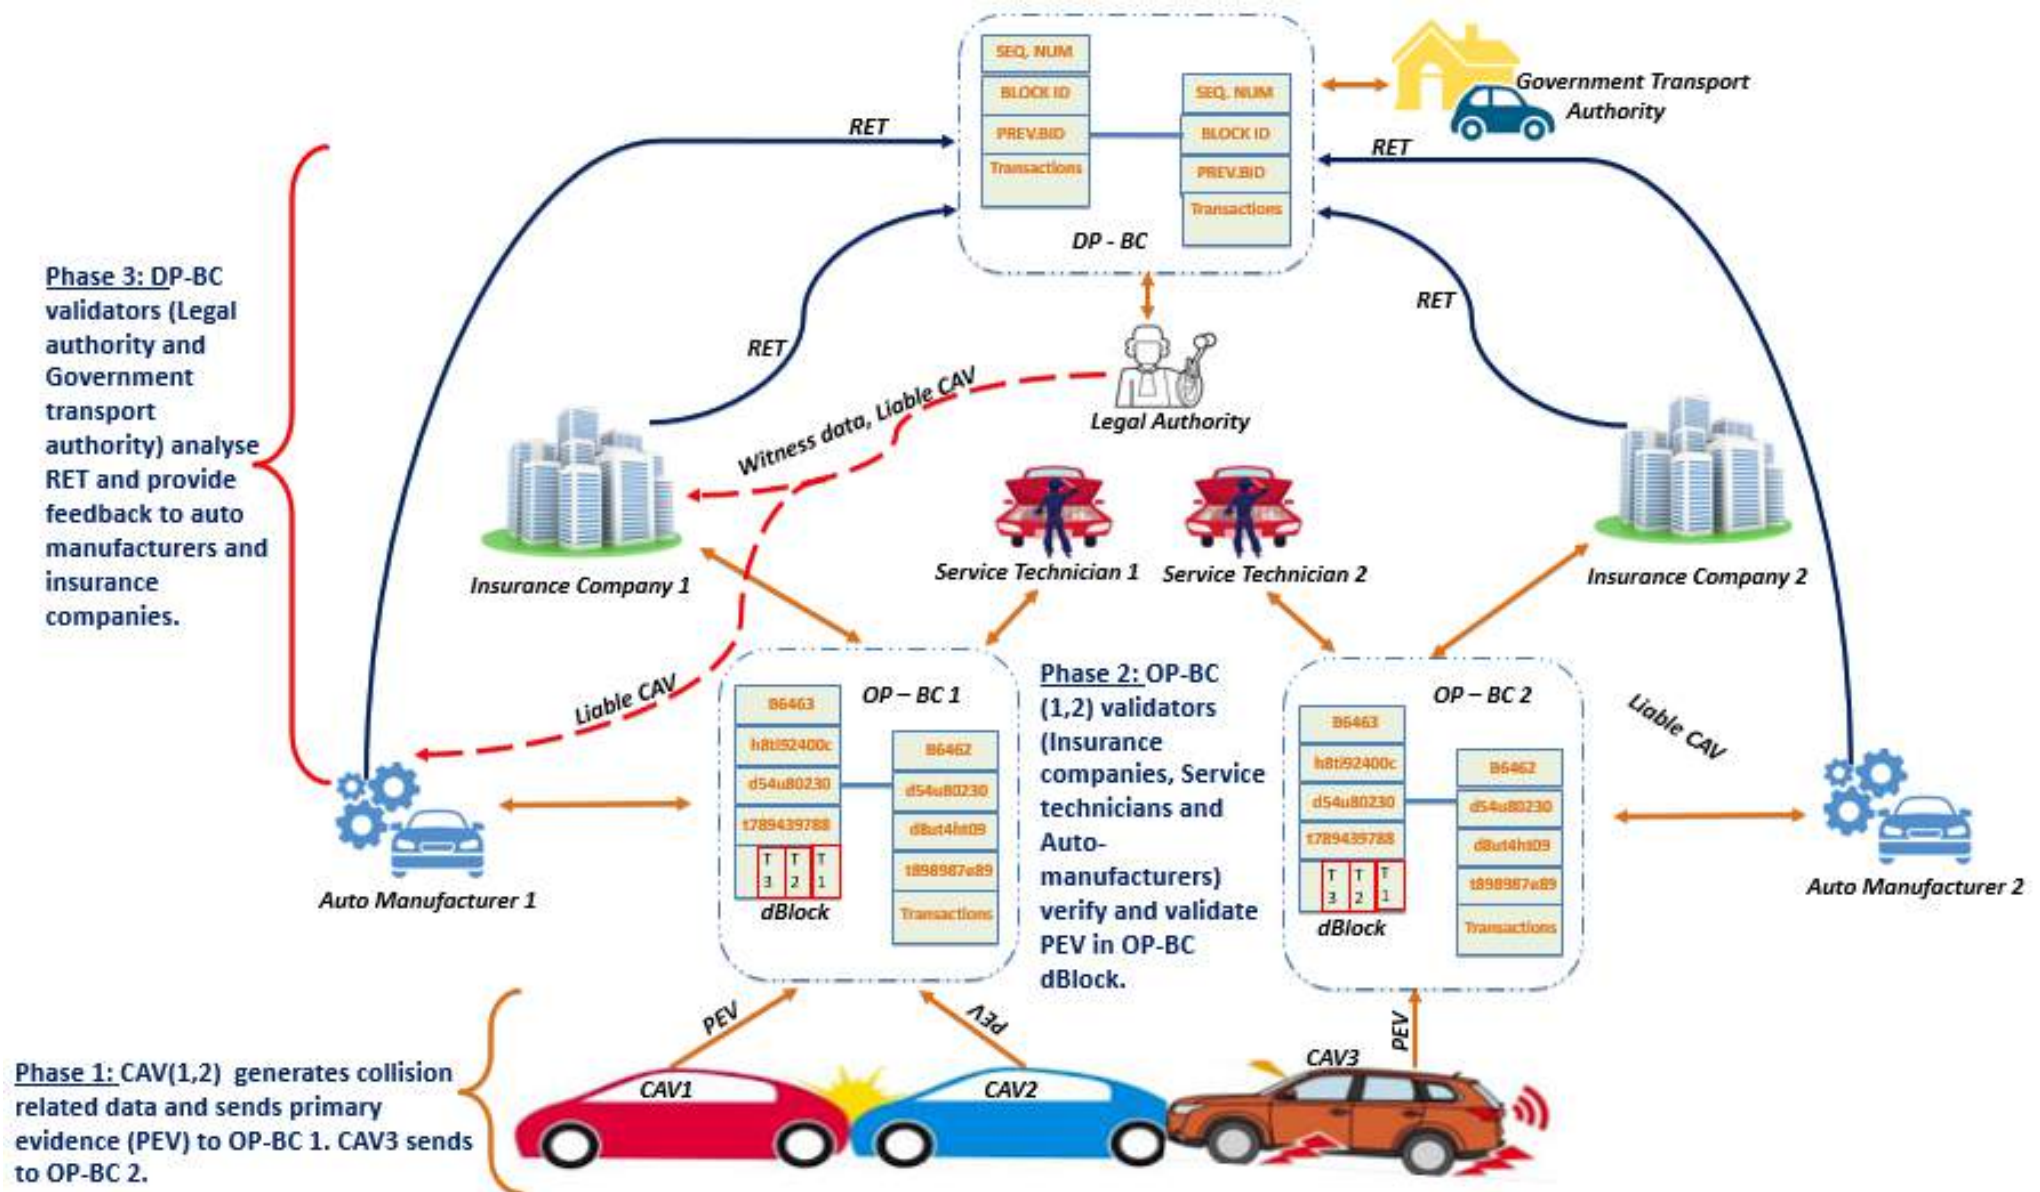 SEQ. NUM
BLOCK ID
PREV.BID
Transactions
SEQ. NUM
BLOCK ID
PREV.BID
Transactions
DP - BC
Government Transport
Authority
RET
RET
RET
RET
Phase 3: DP-BC
validators (Legal
authority and
Government
transport
authority) analyse
RET and provide
feedback to auto
manufacturers and
insurance
companies.
Witness data, Liable CAV
Legal Authority
Insurance Company 1
Service Technician 1
Service Technician 2
Insurance Company 2
Liable CAV
OP – BC 1
B6463
h8ti92400c
d54u80230
t789439788
T 3
T 2
T 1
dBlock
B6462
d54u80230
d8ut4ht09
t898987e89
Transactions
Phase 2: OP-BC
(1,2) validators
(Insurance
companies, Service
technicians and
Auto-
manufacturers)
verify and validate
PEV in OP-BC
dBlock.
OP – BC 2
B6463
h8ti92400c
d54u80230
t789439788
T 3
T 2
T 1
dBlock
B6462
d54u80230
d8ut4ht09
t898987e89
Transactions
Liable CAV
Auto Manufacturer 1
Auto Manufacturer 2
PEV
PEV
PEV
Phase 1: CAV(1,2) generates collision
related data and sends primary
evidence (PEV) to OP-BC 1. CAV3 sends
to OP-BC 2.
CAV1
CAV2
CAV3